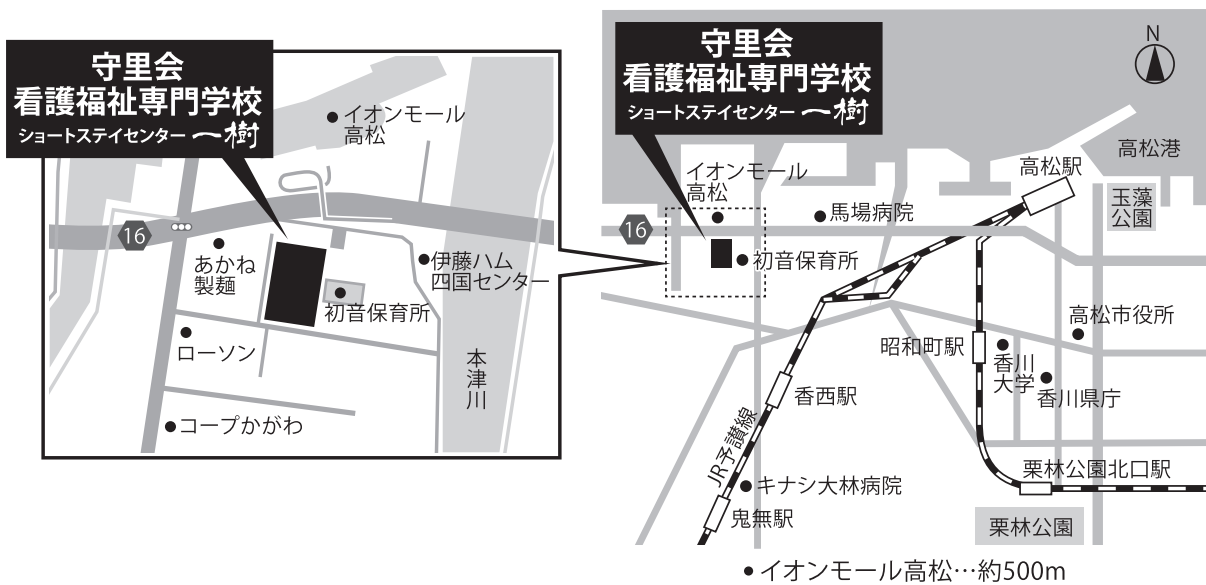 守里会
看護福祉専門学校
ショートステイセンター 一樹
イオンモール
高松
16
あかね
製麺
伊藤ハム
四国センター
初音保育所
ローソン
本津川
コープかがわ
守里会
看護福祉専門学校
ショートステイセンター 一樹
N
高松港
高松駅
イオンモール
高松
玉藻
公園
馬場病院
16
初音保育所
高松市役所
昭和町駅
香川
大学
香川県庁
香西駅
JR予讃線
栗林公園北口駅
キナシ大林病院
鬼無駅
栗林公園
●イオンモール高松…約500m